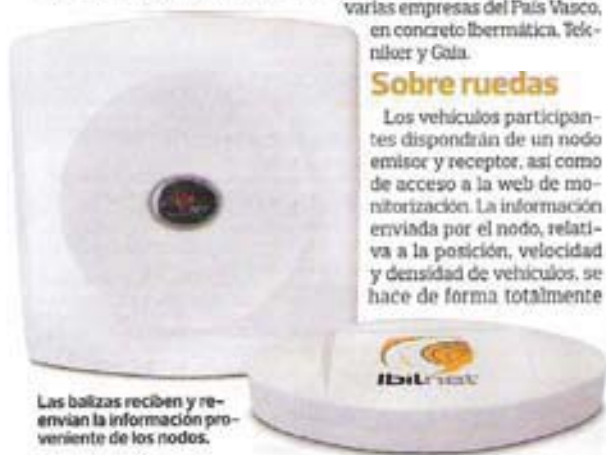 varias empresas del País Vasco,
en concreto Ibermática, Tek-
niker y Gaia.
Sobre ruedas
Los vehículos participan-
tes dispondrán de un nodo
emisor y receptor, así como
de acceso a la web de mo-
nitorización. La información
enviada por el nodo, relati-
va a la posición, velocidad
y densidad de vehículos, se
hace de forma totalmente
Ibilnet
Las balizas reciben y re-
envían la información pro-
veniente de los nodos.